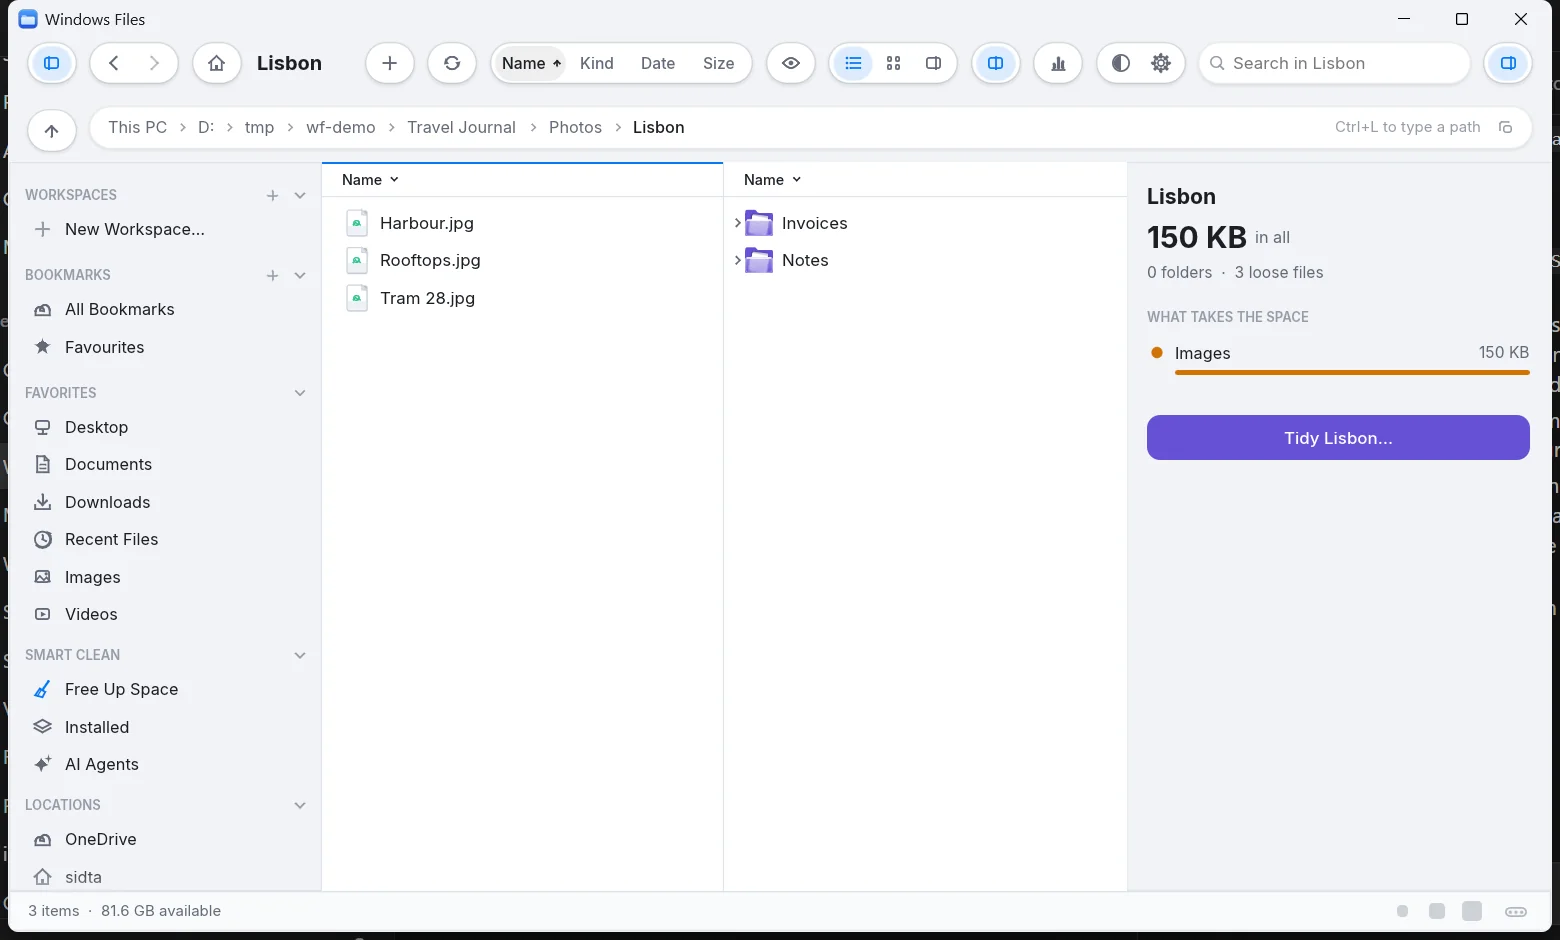 Windows Files
Lisbon
Name
Kind
Date
Size
Search in Lisbon
This PC > D: > tmp > wf-demo > Travel Journal > Photos > Lisbon
Ctrl+L to type a path
WORKSPACES
New Workspace...
BOOKMARKS
All Bookmarks
Favourites
FAVORITES
Desktop
Documents
Downloads
Recent Files
Images
Videos
SMART CLEAN
Free Up Space
Installed
AI Agents
LOCATIONS
OneDrive
sidta
Name
Harbour.jpg
Rooftops.jpg
Tram 28.jpg
Name
Invoices
Notes
Lisbon
150 KB in all
0 folders · 3 loose files
WHAT TAKES THE SPACE
Images 150 KB
Tidy Lisbon...
3 items · 81.6 GB available